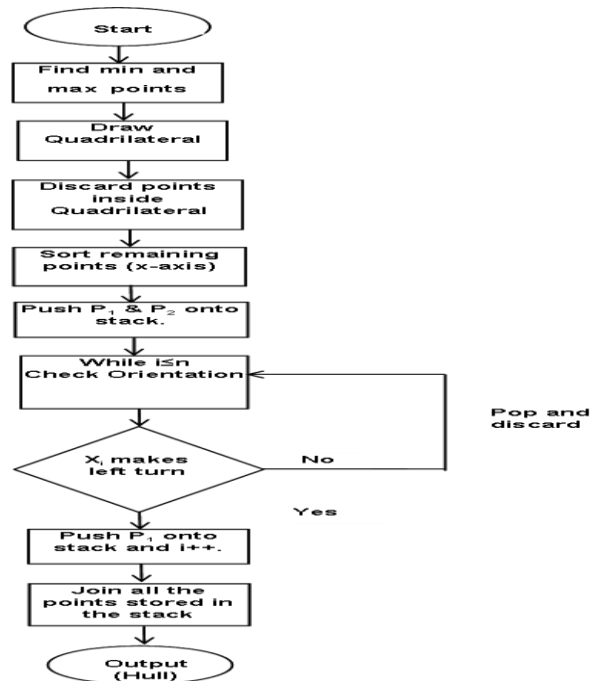 Start
Find min and
max points
Draw
Quadrilateral
Discard points
inside
Quadrilateral
Sort remaining
points (x-axis)
Push P₁ & P₂ onto
stack.
While i≤n
Check Orientation
Pop and
discard
Xᵢ makes
left turn
No
Yes
Push P₁ onto
stack and i++.
Join all the
points stored in
the stack
Output
(Hull)